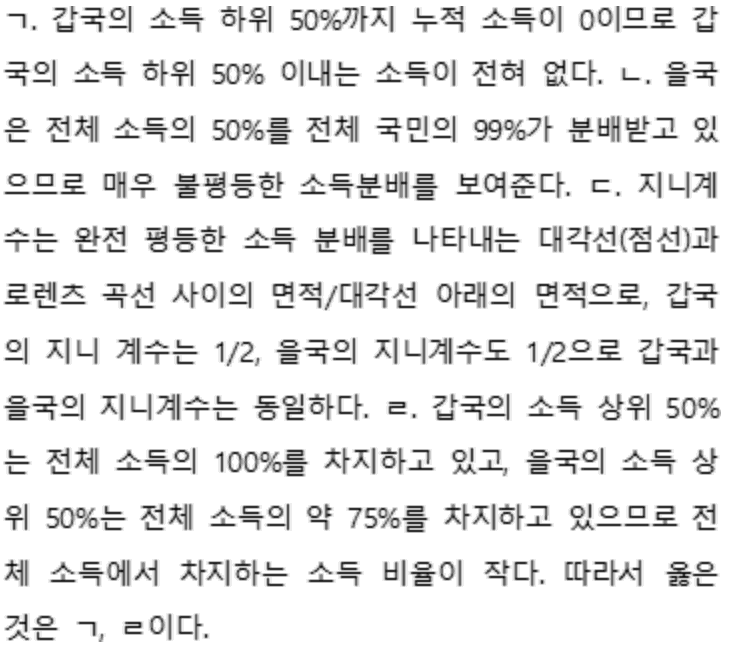 ㄱ. 갑국의 소득 하위 50%까지 누적 소득이 0이므로 갑
국의 소득 하위 50% 이내는 소득이 전혀 없다. ㄴ. 을국
은 전체 소득의 50%를 전체 국민의 99%가 분배받고 있
으므로 매우 불평등한 소득분배를 보여준다. ㄷ. 지니계
수는 완전 평등한 소득 분배를 나타내는 대각선(점선)과
로렌츠 곡선 사이의 면적/대각선 아래의 면적으로, 갑국
의 지니 계수는 1/2, 을국의 지니계수도 1/2으로 갑국과
을국의 지니계수는 동일하다. ㄹ. 갑국의 소득 상위 50%
는 전체 소득의 100%를 차지하고 있고, 을국의 소득 상
위 50%는 전체 소득의 약 75%를 차지하고 있으므로 전
체 소득에서 차지하는 소득 비율이 작다. 따라서 옳은
것은 ㄱ, ㄹ이다.